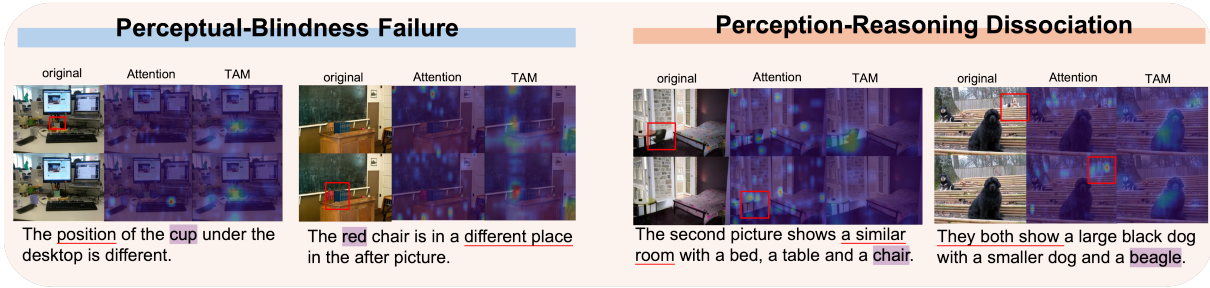 Perceptual-Blindness Failure
Perception-Reasoning Dissociation
original Attention TAM
original Attention TAM
original Attention TAM
original Attention TAM
The position of the cup under the
desktop is different.
The red chair is in a different place
in the after picture.
The second picture shows a similar
room with a bed, a table and a chair.
They both show a large black dog
with a smaller dog and a beagle.